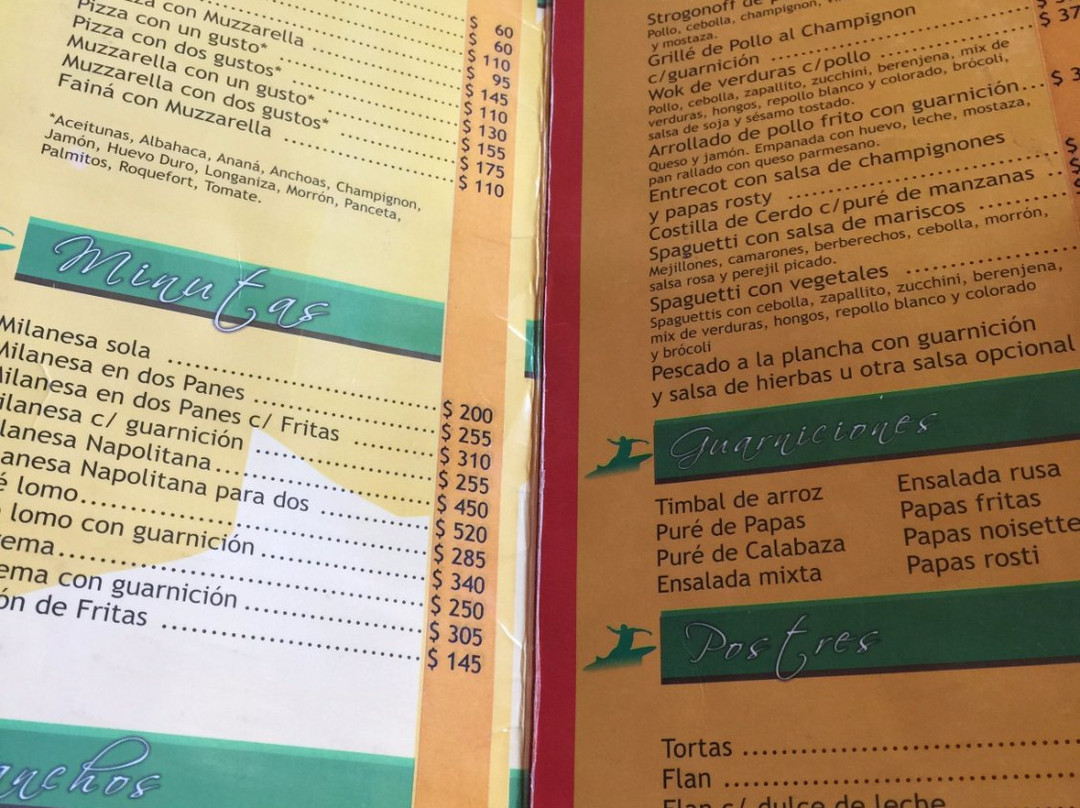 $ 60
$ 60
$ 110
$ 95
con Muzzarella $ 145
Pizza con un gusto* $ 110
Pizza con dos gustos* $ 130
Muzzarella con un gusto* $ 155
Muzzarella con dos gustos* $ 175
Fainá con Muzzarella $ 110
*Aceitunas, Albahaca, Ananá, Anchoas, Champignon,
Jamón, Huevo Duro, Longaniza, Morrón, Panceta,
Palmitos, Roquefort, Tomate.
Minutas
Milanesa sola $ 200
Milanesa en dos Panes $ 255
Milanesa en dos Panes c/ Fritas $ 310
ilanesa c/ guarnición $ 255
lanesa Napolitana $ 450
anesa Napolitana para dos $ 520
é lomo $ 285
lomo con guarnición $ 340
ema $ 250
ema con guarnición $ 305
ón de Fritas $ 145
anchos
Strogonoff de
Pollo, cebolla, champignon,
y mostaza.
Grillé de Pollo al Champignon
c/guarnición
Wok de verduras c/pollo
Pollo, cebolla, zapallito, zucchini, berenjena, mix de
verduras, hongos, repollo blanco y colorado, brócoli,
salsa de soja y sésamo tostado.
Arrollado de pollo frito con guarnición
Queso y jamón. Empanada con huevo, leche, mostaza,
pan rallado con queso parmesano.
Entrecot con salsa de champignones
y papas rosty
Costilla de Cerdo c/puré de manzanas
Spaguetti con salsa de mariscos
Mejillones, camarones, berberechos, cebolla, morrón,
salsa rosa y perejil picado.
Spaguetti con vegetales
Spaguettis con cebolla, zapallito, zucchini, berenjena,
mix de verduras, hongos, repollo blanco y colorado
y brócoli
Pescado a la plancha con guarnición
y salsa de hierbas u otra salsa opcional
Guarniciones
Timbal de arroz
Puré de Papas
Puré de Calabaza
Ensalada mixta
Ensalada rusa
Papas fritas
Papas noisette
Papas rosti
Postres
Tortas
Flan
Flan c/ dulce de leche